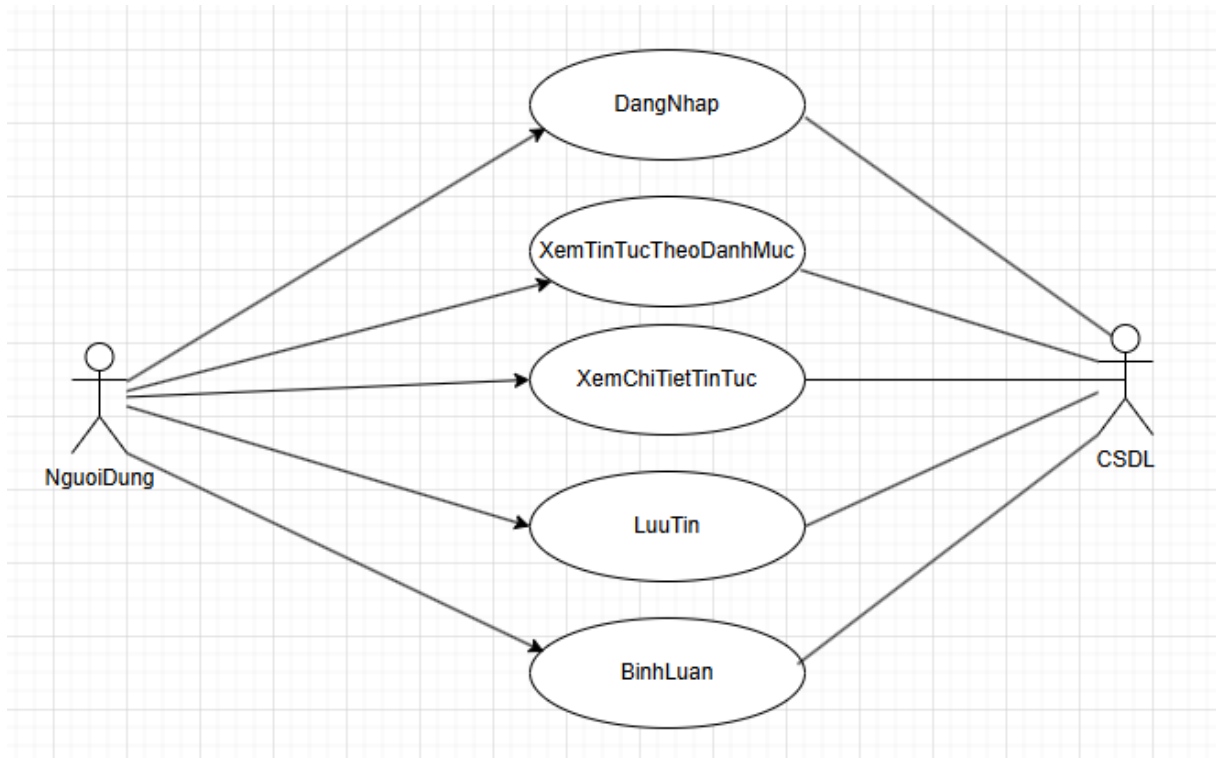 DangNhap
XemTinTucTheoDanhMuc
XemChiTietTinTuc
NguoiDung
CSDL
LuuTin
BinhLuan